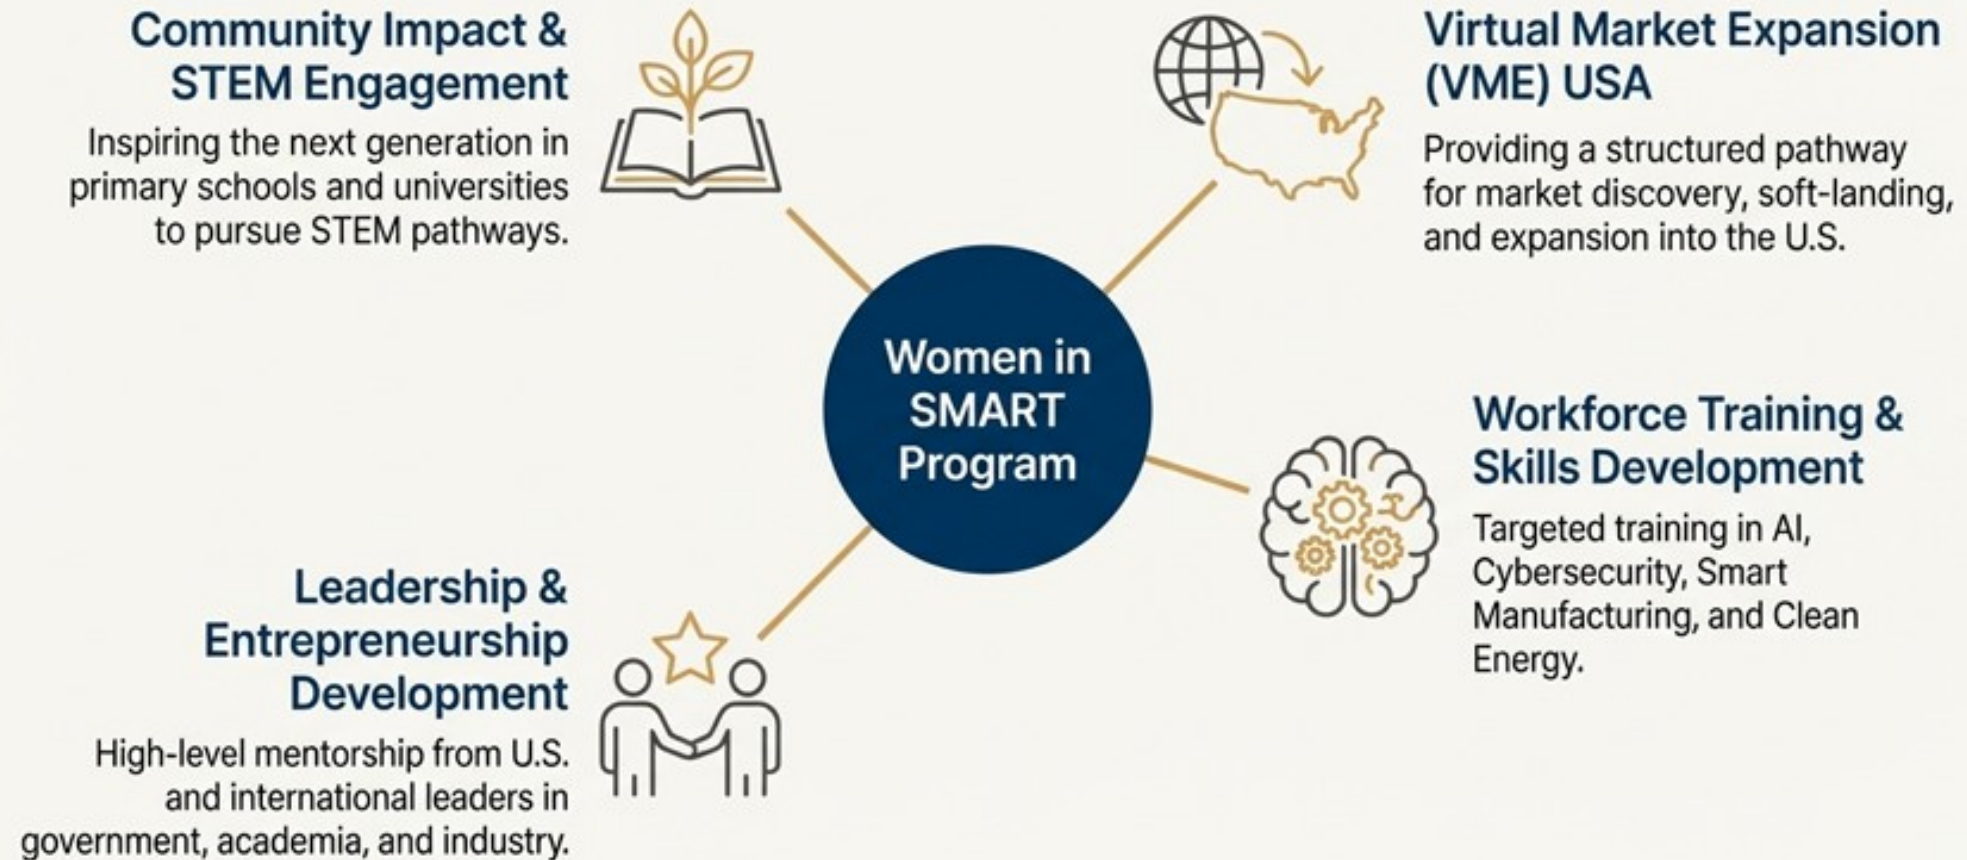 Community Impact &
STEM Engagement
Inspiring the next generation in
primary schools and universities
to pursue STEM pathways.
Virtual Market Expansion
(VME) USA
Providing a structured pathway
for market discovery, soft-landing,
and expansion into the U.S.
Women in
SMART
Program
Workforce Training &
Skills Development
Targeted training in AI,
Cybersecurity, Smart
Manufacturing, and Clean
Energy.
Leadership &
Entrepreneurship
Development
High-level mentorship from U.S.
and international leaders in
government, academia, and industry.